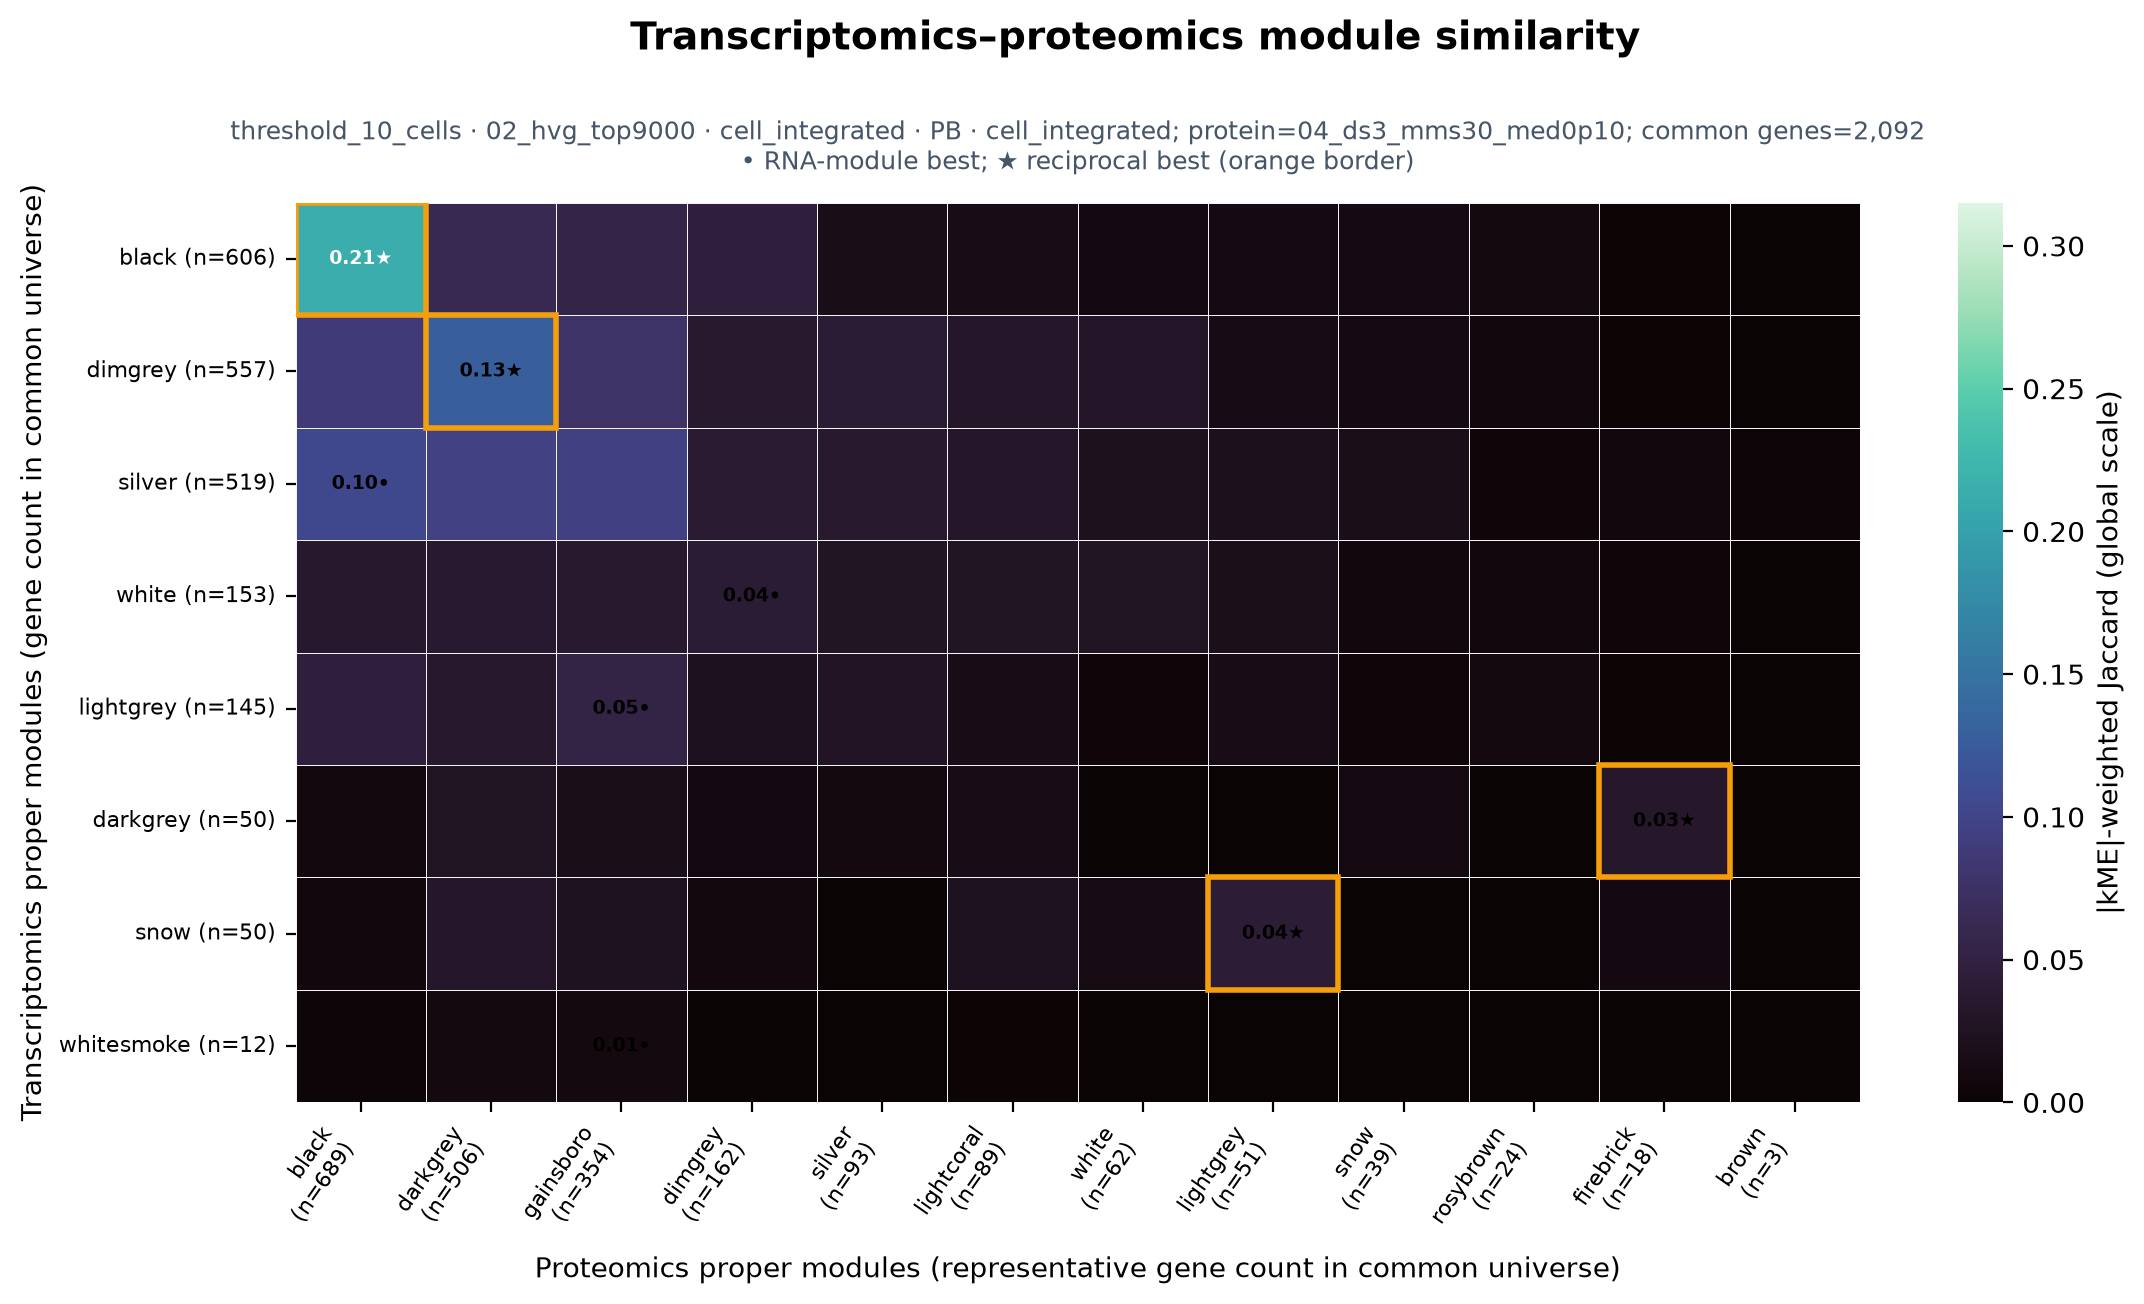 Transcriptomics–proteomics module similarity
threshold_10_cells · 02_hvg_top9000 · cell_integrated · PB · cell_integrated; protein=04_ds3_mms30_med0p10; common genes=2,092
• RNA-module best; ★ reciprocal best (orange border)
Transcriptomics proper modules (gene count in common universe)
black (n=606)
dimgrey (n=557)
silver (n=519)
white (n=153)
lightgrey (n=145)
darkgrey (n=50)
snow (n=50)
whitesmoke (n=12)
0.21★
0.13★
0.10•
0.04•
0.05•
0.03★
0.04★
0.01•
black
(n=689)
darkgrey
(n=506)
gainsboro
(n=354)
dimgrey
(n=162)
silver
(n=93)
lightcoral
(n=89)
white
(n=62)
lightgrey
(n=51)
snow
(n=39)
rosybrown
(n=24)
firebrick
(n=18)
brown
(n=3)
Proteomics proper modules (representative gene count in common universe)
0.30
0.25
0.20
0.15
0.10
0.05
0.00
|kME|-weighted Jaccard (global scale)